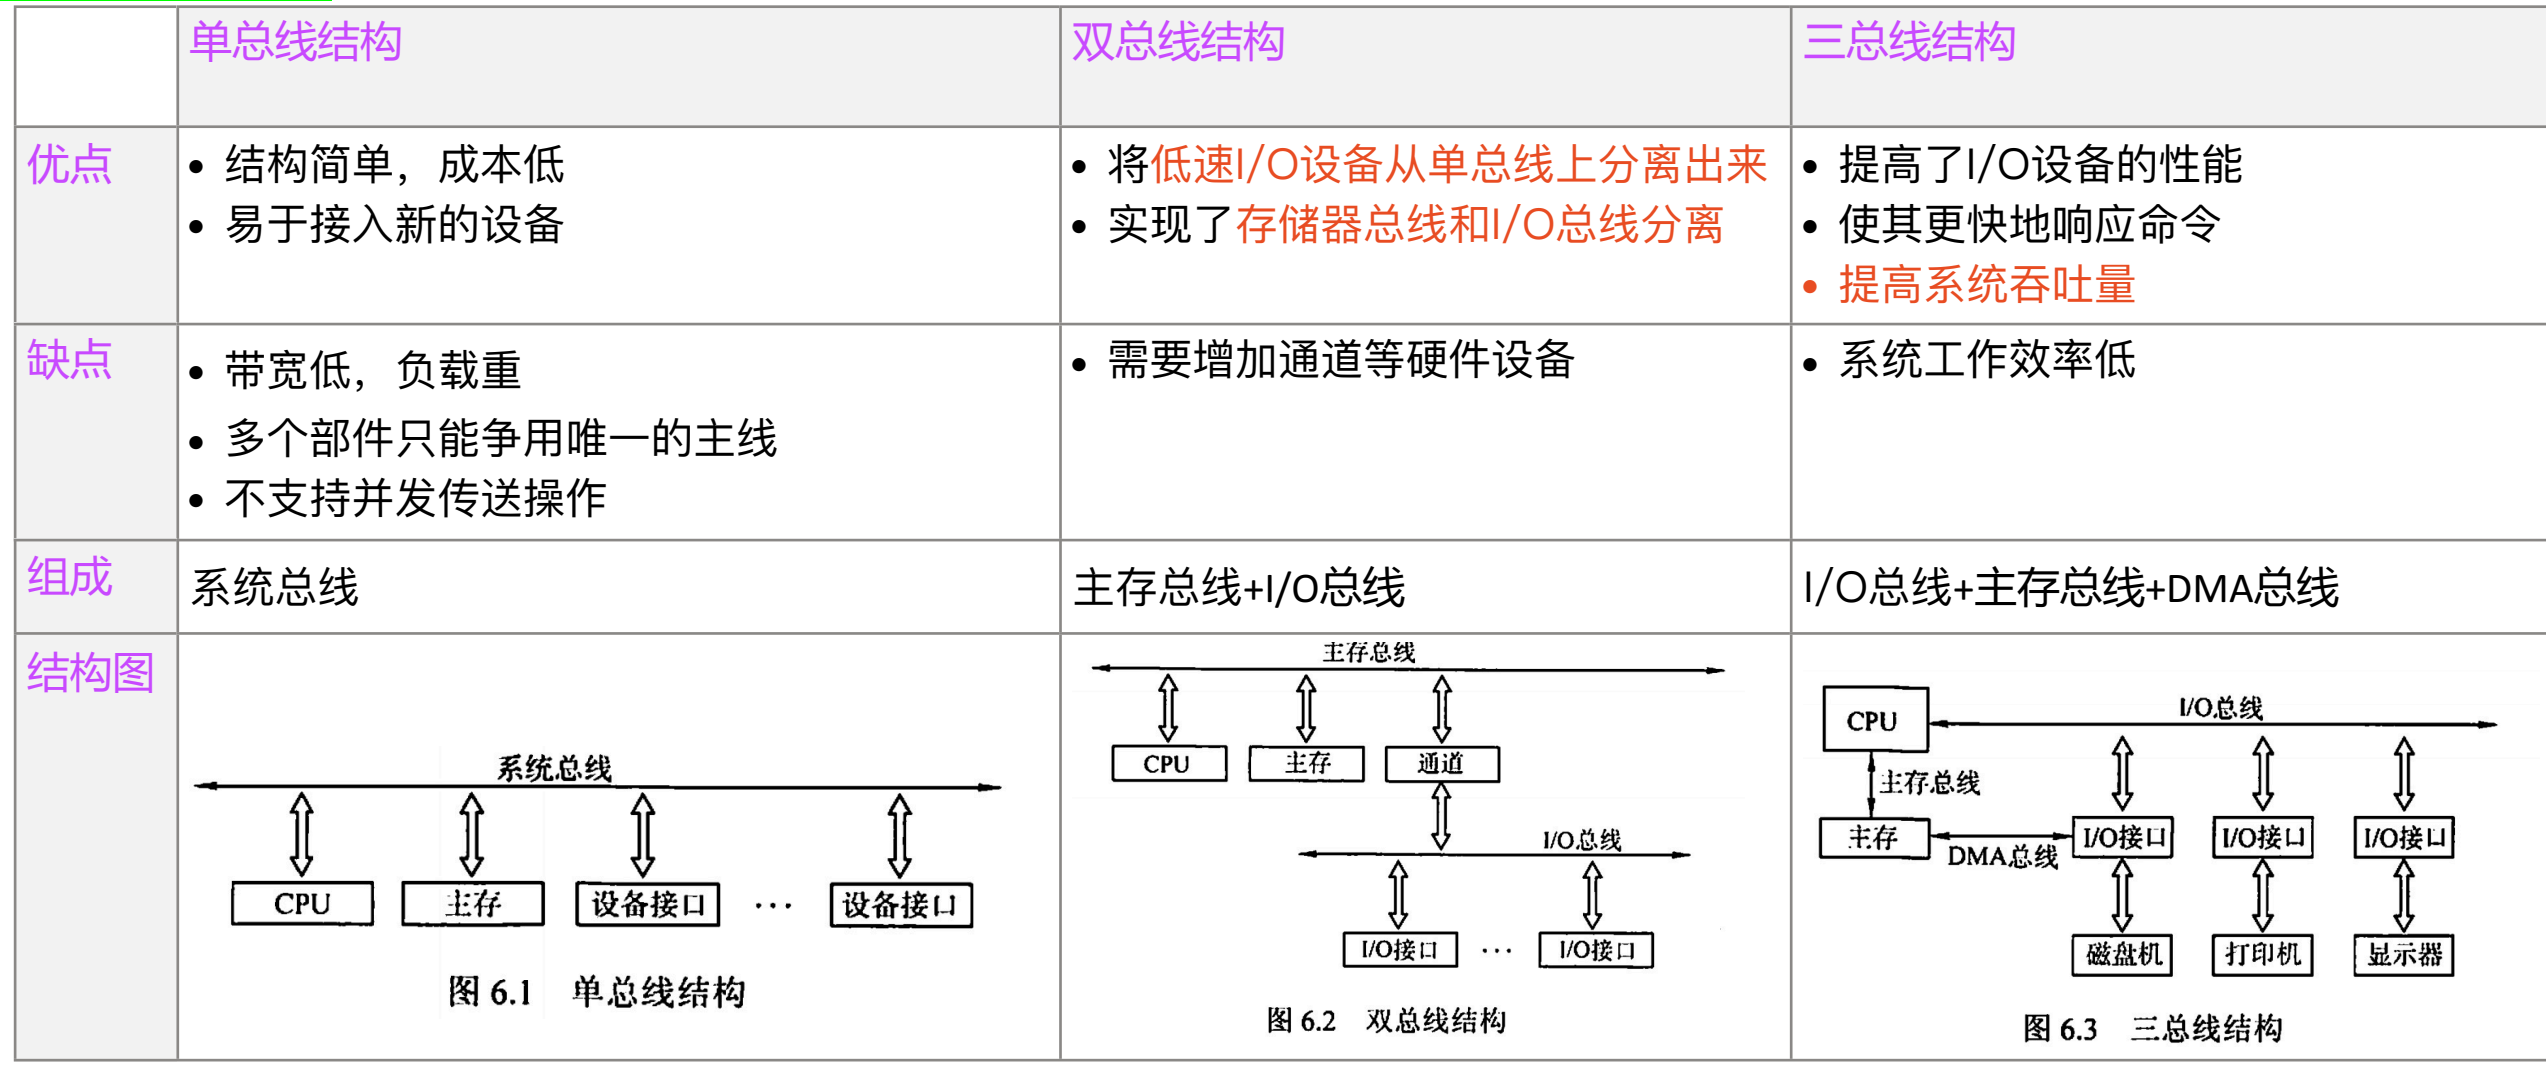 单总线结构
双总线结构
三总线结构
优点
• 结构简单，成本低
• 易于接入新的设备
• 将低速I/O设备从单总线上分离出来
• 实现了存储器总线和I/O总线分离
• 提高了I/O设备的性能
• 使其更快地响应命令
• 提高系统吞吐量
缺点
• 带宽低，负载重
• 多个部件只能争用唯一的主线
• 不支持并发传送操作
• 需要增加通道等硬件设备
• 系统工作效率低
组成
系统总线
主存总线+I/O总线
I/O总线+主存总线+DMA总线
结构图
系统总线
CPU
主存
设备接口
…
设备接口
图 6.1 单总线结构
主存总线
CPU
主存
通道
I/O总线
I/O接口
…
I/O接口
图 6.2 双总线结构
CPU
I/O总线
主存总线
主存
DMA总线
I/O接口
I/O接口
I/O接口
磁盘机
打印机
显示器
图 6.3 三总线结构